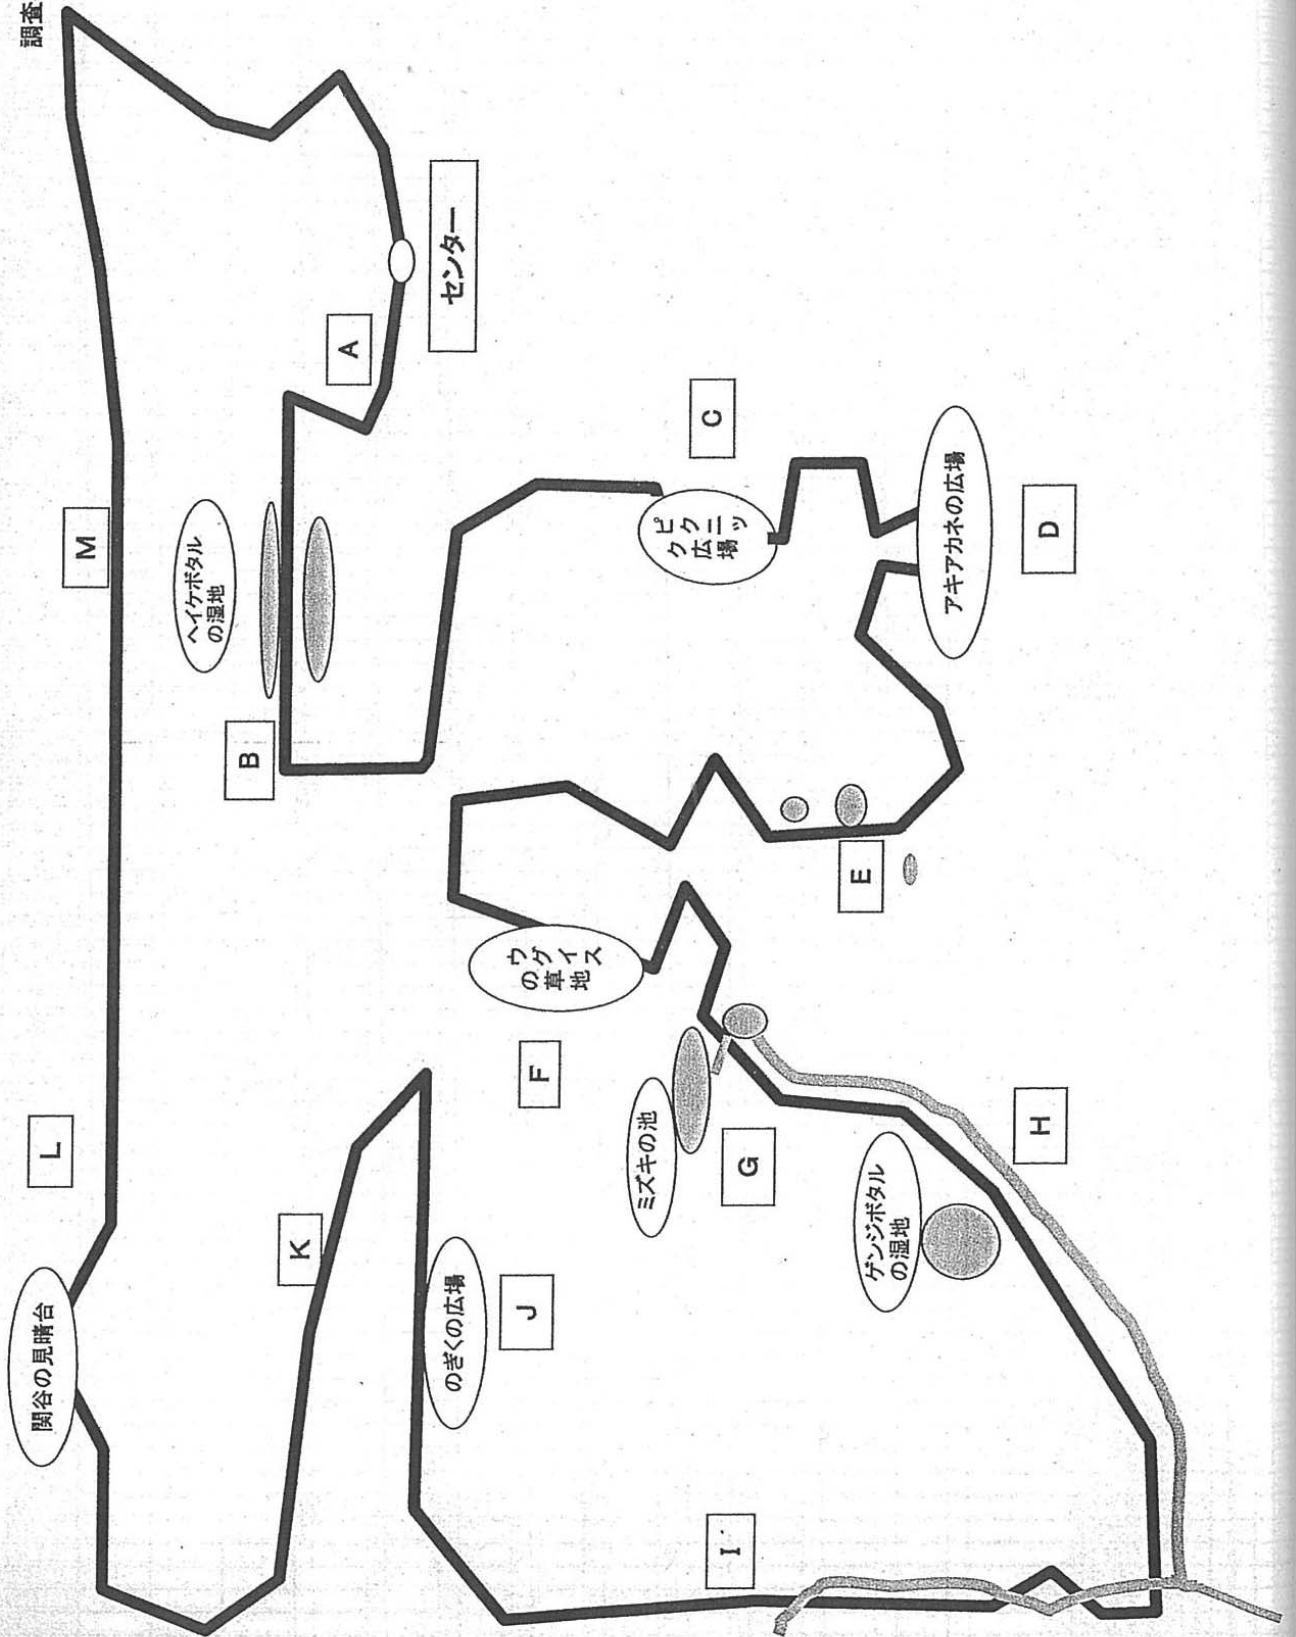 調査
センター
A
ヘイケボタル
の湿地
B
ピクニッ
ク広場
C
アキアカネの広場
D
E
ウグイス
の草地
F
ミズキの池
G
ゲンジボタル
の湿地
H
I
のぎくの広場
J
K
関谷の見晴台
L
M